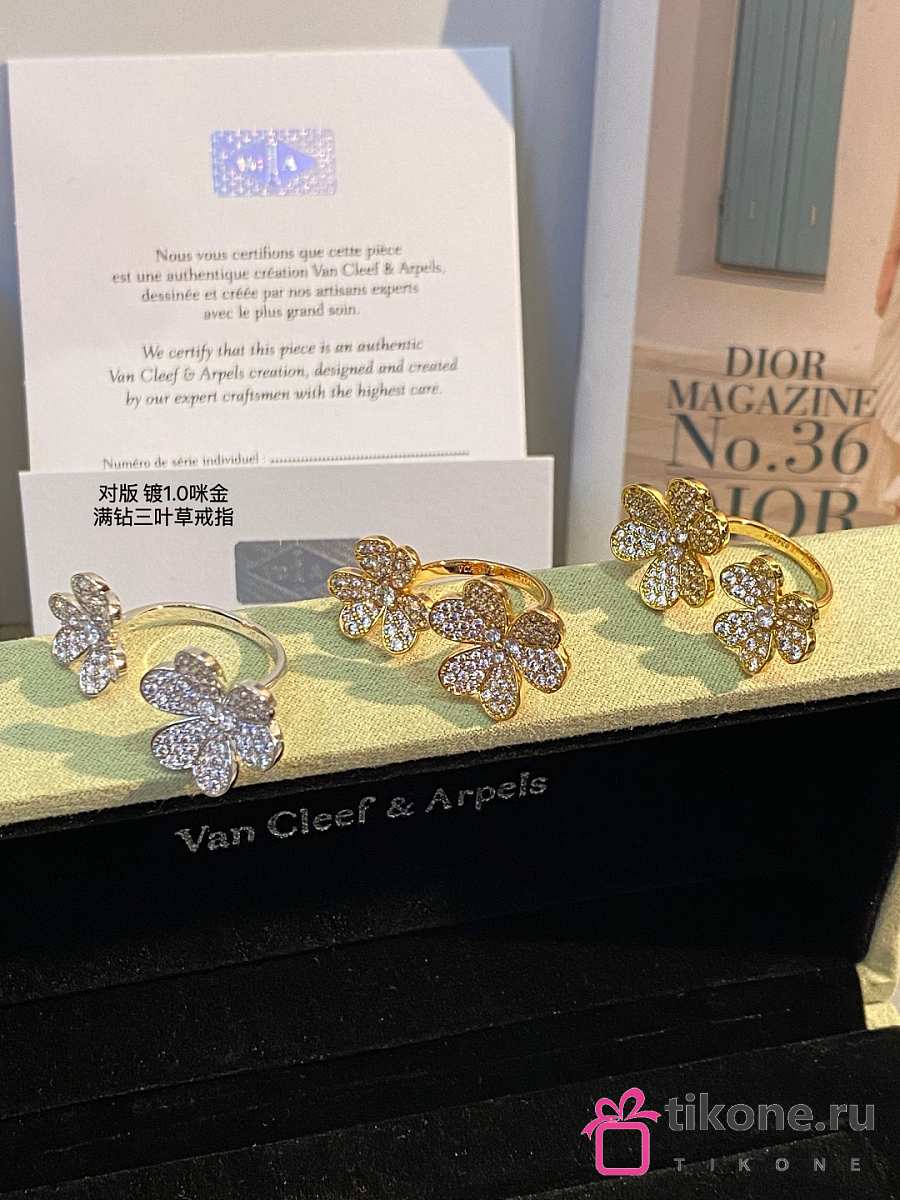 Nous vous certifions que cette pièce
est une authentique création Van Cleef & Arpels,
dessinée et créée par nos artisans experts
avec le plus grand soin.
We certify that this piece is an authentic
Van Cleef & Arpels creation, designed and created
by our expert craftsmen with the highest care.
Numéro de série individuel :
对版 镀1.0咪金
满钻三叶草戒指
DIOR
MAGAZINE
No.36
DIOR
Van Cleef & Arpels
tikone.ru
TIKONE